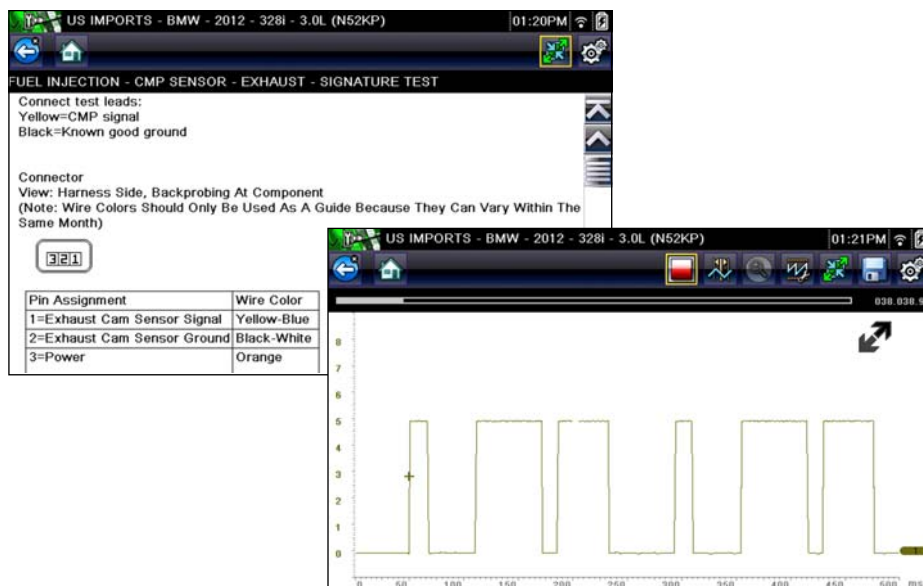 US IMPORTS - BMW - 2012 - 328i - 3.0L (N52KP)
01:20PM
FUEL INJECTION - CMP SENSOR - EXHAUST - SIGNATURE TEST
Connect test leads:
Yellow=CMP signal
Black=Known good ground
Connector
View: Harness Side, Backprobing At Component
(Note: Wire Colors Should Only Be Used As A Guide Because They Can Vary Within The
Same Month)
3 2 1
Pin Assignment Wire Color
1=Exhaust Cam Sensor Signal Yellow-Blue
2=Exhaust Cam Sensor Ground Black-White
3=Power Orange
US IMPORTS - BMW - 2012 - 328i - 3.0L (N52KP)
01:21PM
8
7
6
5
4
3
2
1
0
0 50 100 150 200 250 300 350 400 450 500